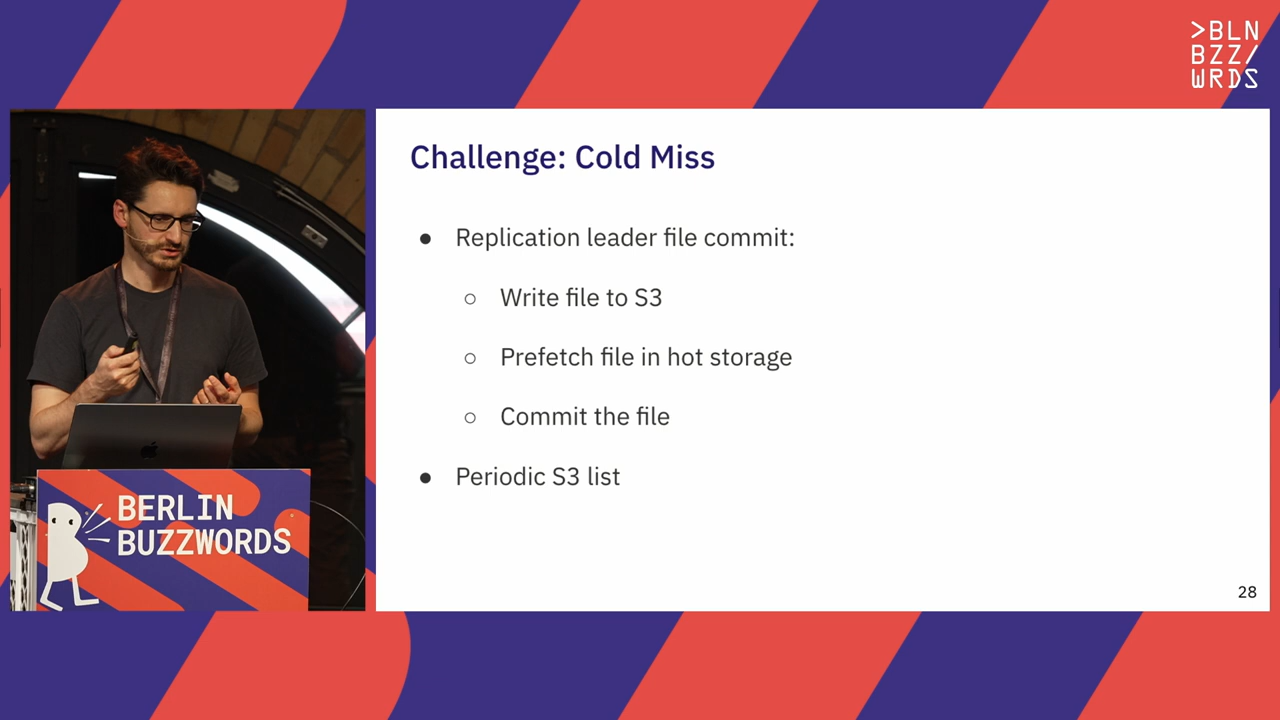 >BLN
BZZ/
WRDS
Challenge: Cold Miss
● Replication leader file commit:
○ Write file to S3
○ Prefetch file in hot storage
○ Commit the file
● Periodic S3 list
28
BERLIN
BUZZWORDS